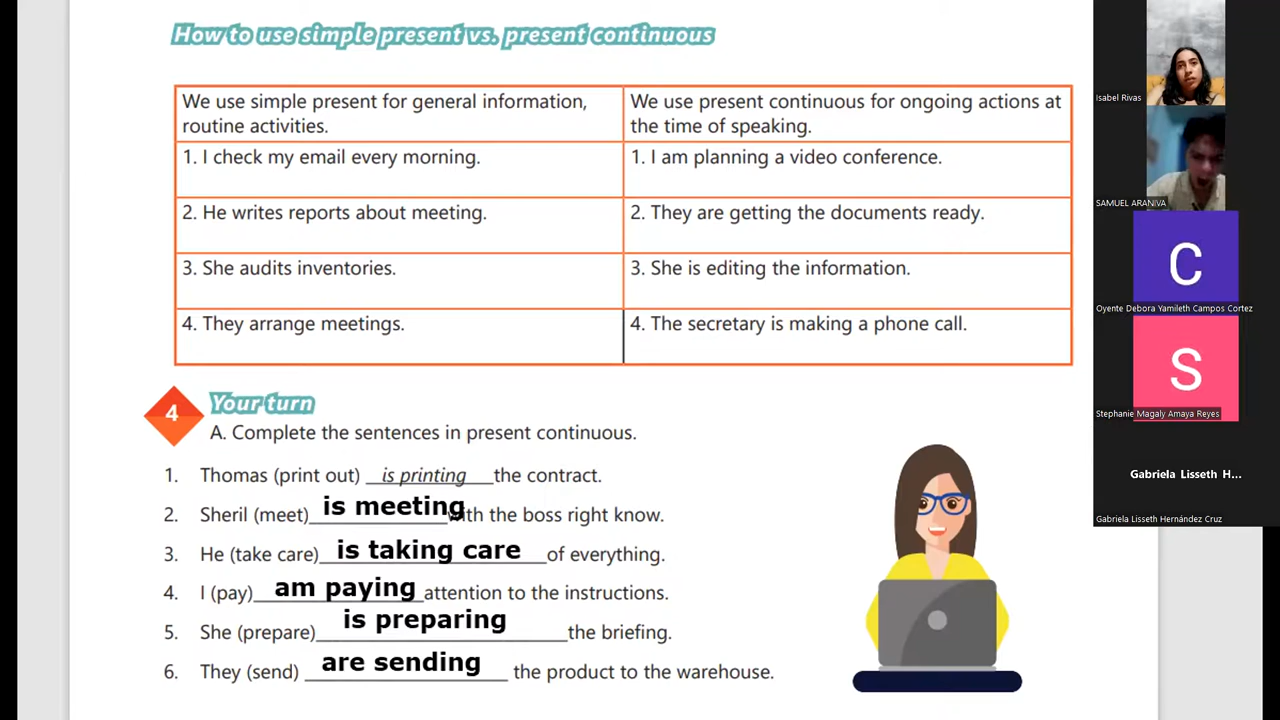 How to use simple present vs. present continuous
We use simple present for general information,
routine activities.
We use present continuous for ongoing actions at
the time of speaking.
1. I check my email every morning.
1. I am planning a video conference.
2. He writes reports about meeting.
2. They are getting the documents ready.
3. She audits inventories.
3. She is editing the information.
4. They arrange meetings.
4. The secretary is making a phone call.
4
Your turn
A. Complete the sentences in present continuous.
1. Thomas (print out) is printing the contract.
2. Sheril (meet) is meeting with the boss right know.
3. He (take care) is taking care of everything.
4. I (pay) am paying attention to the instructions.
5. She (prepare) is preparing the briefing.
6. They (send) are sending the product to the warehouse.
Isabel Rivas
SAMUEL ARANIVA
C
Oyente Debora Yamileth Campos Cortez
S
Stephanie Magaly Amaya Reyes
Gabriela Lisseth H...
Gabriela Lisseth Hernández Cruz